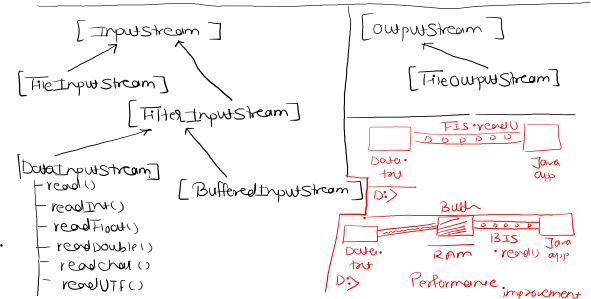 [InputStream]
[FileInputStream]
[FilterInputStream]
[DataInputStream]
read()
readInt()
readFloat()
readDouble()
readChar()
readUTF()
[BufferedInputStream]
[OutputStream]
[FileOutputStream]
FIS.read()
Data.txt
Java app
D:>
Buffer
RAM
BIS.read()
Data.txt
Java app
D:>
Performance improvement